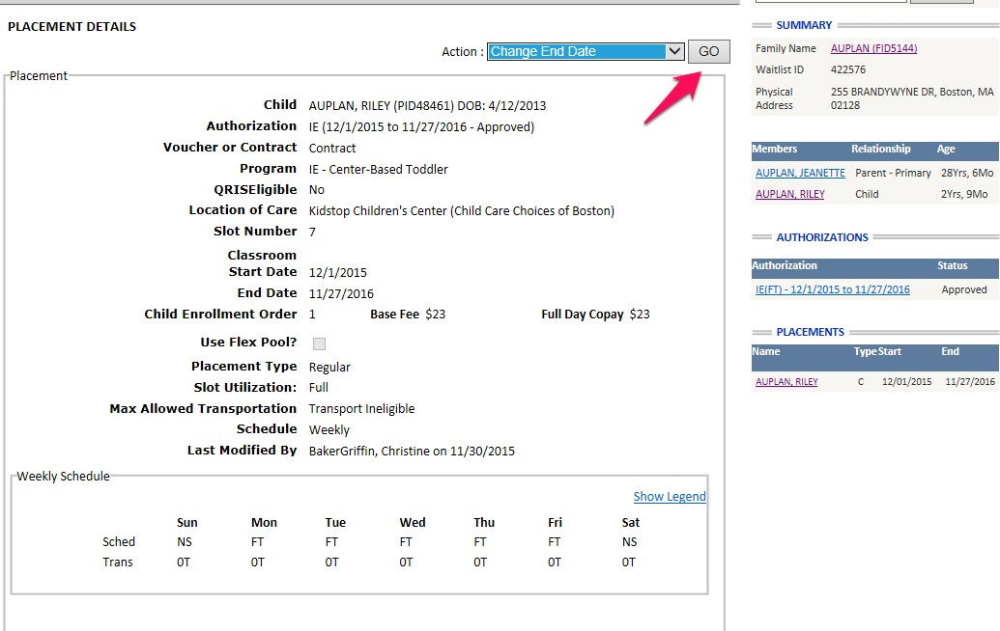 PLACEMENT DETAILS
Action : Change End Date GO
Placement
Child AUPLAN, RILEY (PID48461) DOB: 4/12/2013
Authorization IE (12/1/2015 to 11/27/2016 - Approved)
Voucher or Contract Contract
Program IE - Center-Based Toddler
QRISEligible No
Location of Care Kidstop Children's Center (Child Care Choices of Boston)
Slot Number 7
Classroom
Start Date 12/1/2015
End Date 11/27/2016
Child Enrollment Order 1 Base Fee $23 Full Day Copay $23
Use Flex Pool?
Placement Type Regular
Slot Utilization: Full
Max Allowed Transportation Transport Ineligible
Schedule Weekly
Last Modified By BakerGriffin, Christine on 11/30/2015
Weekly Schedule
Show Legend
Sun Mon Tue Wed Thu Fri Sat
Sched NS FT FT FT FT FT NS
Trans 0T 0T 0T 0T 0T 0T 0T
SUMMARY
Family Name AUPLAN (FID5144)
Waitlist ID 422576
Physical 255 BRANDYWYNE DR, Boston, MA
Address 02128
Members Relationship Age
AUPLAN, JEANETTE Parent - Primary 28Yrs, 6Mo
AUPLAN, RILEY Child 2Yrs, 9Mo
AUTHORIZATIONS
Authorization Status
IE(FT) - 12/1/2015 to 11/27/2016 Approved
PLACEMENTS
Name Type Start End
AUPLAN, RILEY C 12/01/2015 11/27/2016